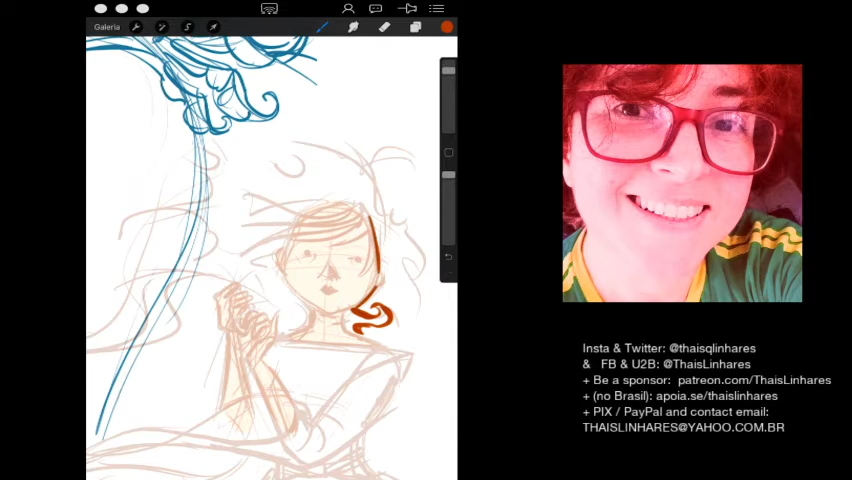 Galeria
Insta & Twitter: @thaisqlinhares
& FB & U2B: @ThaisLinhares
+ Be a sponsor: patreon.com/ThaisLinhares
+ (no Brasil): apoia.se/thaislinhares
+ PIX / PayPal and contact email:
THAISLINHARES@YAHOO.COM.BR